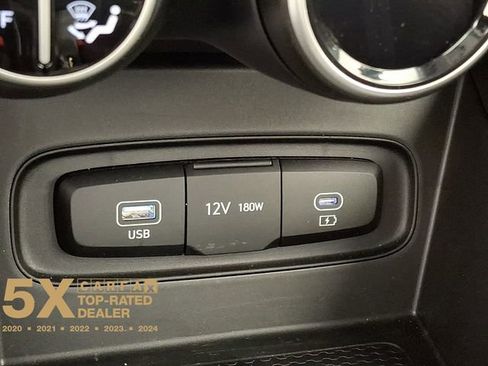 F
USB
12V 180W
5X
CARFAX
TOP-RATED
DEALER
2020 • 2021 • 2022 • 2023 • 2024